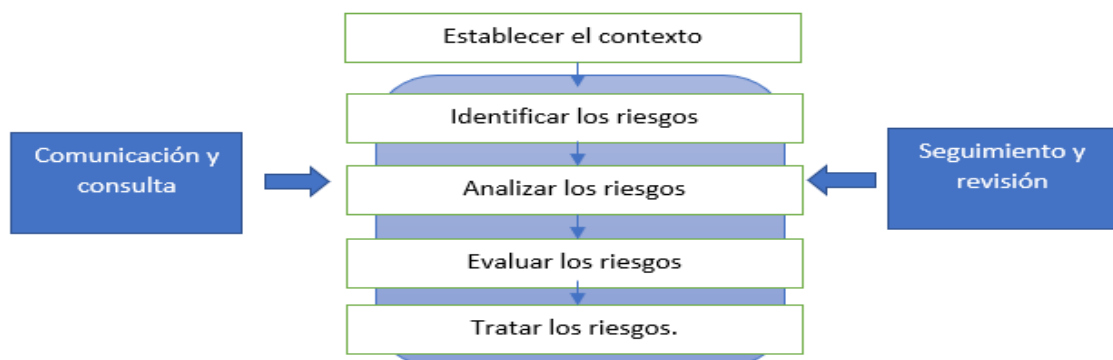 Establecer el contexto
Identificar los riesgos
Comunicación y
consulta
Analizar los riesgos
Seguimiento y
revisión
Evaluar los riesgos
Tratar los riesgos.